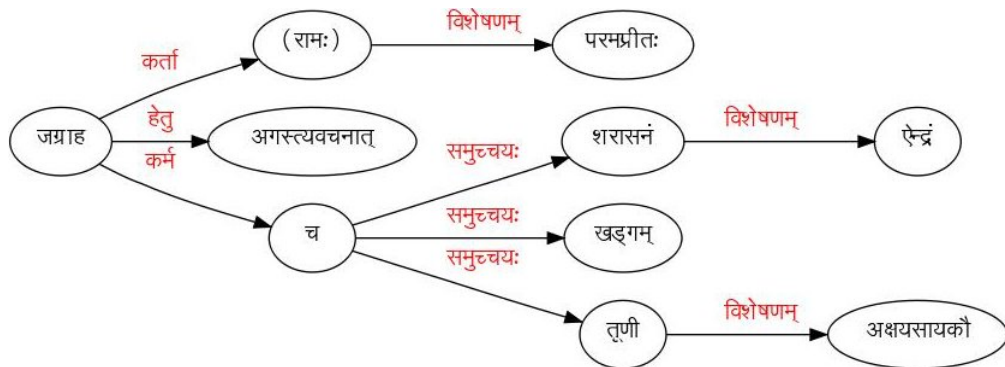 (रामः)
विशेषणम्
परमप्रीतः
कर्ता
जग्राह
हेतु
अगस्त्यवचनात्
कर्म
समुच्चयः
शरासनं
विशेषणम्
ऐन्द्रं
च
समुच्चयः
खड्गम्
समुच्चयः
तूणी
विशेषणम्
अक्षयसायकौ